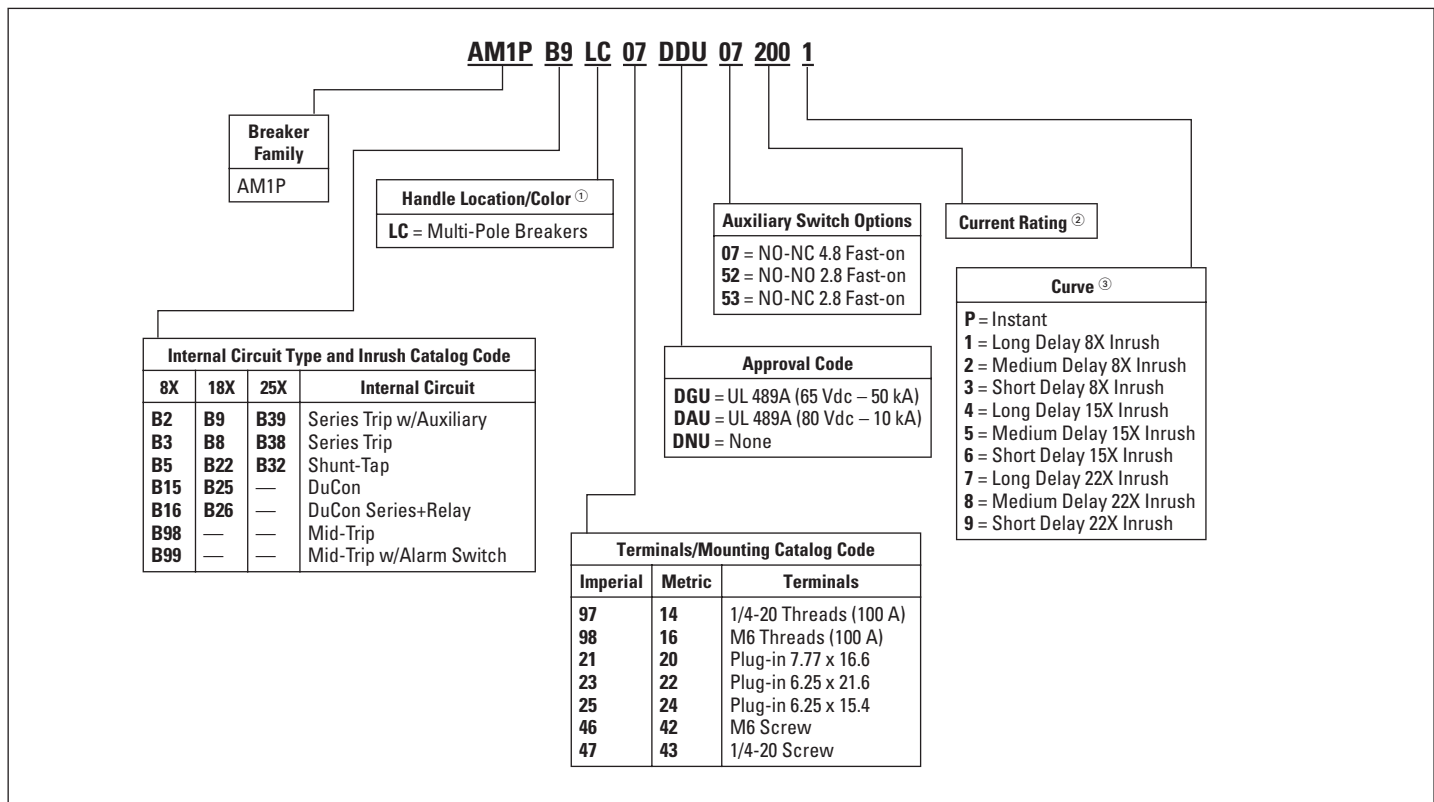 AM1P B9 LC 07 DDU 07 200 1
Breaker
Family
AM1P
Handle Location/Color ①
LC = Multi-Pole Breakers
Auxiliary Switch Options
07 = NO-NC 4.8 Fast-on
52 = NO-NO 2.8 Fast-on
53 = NO-NC 2.8 Fast-on
Current Rating ②
Curve ③
P = Instant
1 = Long Delay 8X Inrush
2 = Medium Delay 8X Inrush
3 = Short Delay 8X Inrush
4 = Long Delay 15X Inrush
5 = Medium Delay 15X Inrush
6 = Short Delay 15X Inrush
7 = Long Delay 22X Inrush
8 = Medium Delay 22X Inrush
9 = Short Delay 22X Inrush
Internal Circuit Type and Inrush Catalog Code
8X 18X 25X Internal Circuit
B2 B9 B39 Series Trip w/Auxiliary
B3 B8 B38 Series Trip
B5 B22 B32 Shunt-Tap
B15 B25 — DuCon
B16 B26 — DuCon Series+Relay
B98 — — Mid-Trip
B99 — — Mid-Trip w/Alarm Switch
Approval Code
DGU = UL 489A (65 Vdc – 50 kA)
DAU = UL 489A (80 Vdc – 10 kA)
DNU = None
Terminals/Mounting Catalog Code
Imperial Metric Terminals
97 14 1/4-20 Threads (100 A)
98 16 M6 Threads (100 A)
21 20 Plug-in 7.77 x 16.6
23 22 Plug-in 6.25 x 21.6
25 24 Plug-in 6.25 x 15.4
46 42 M6 Screw
47 43 1/4-20 Screw